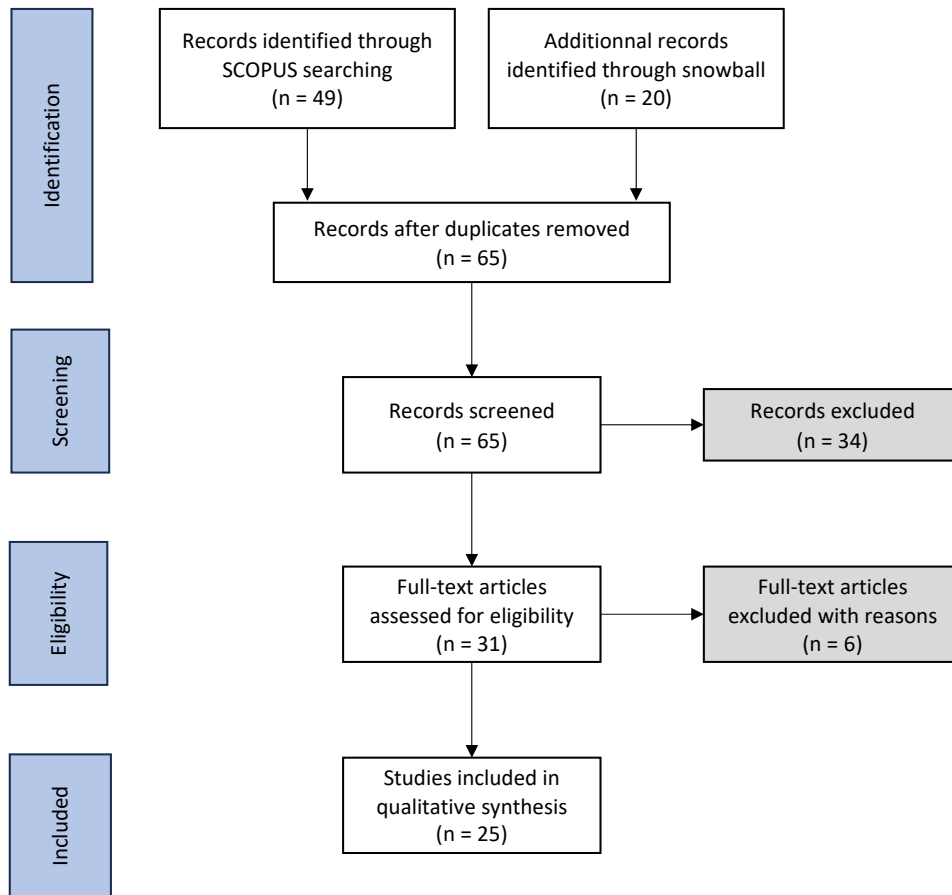 Identification
Records identified through
SCOPUS searching
(n = 49)
Additionnal records
identified through snowball
(n = 20)
Records after duplicates removed
(n = 65)
Screening
Records screened
(n = 65)
Records excluded
(n = 34)
Eligibility
Full-text articles
assessed for eligibility
(n = 31)
Full-text articles
excluded with reasons
(n = 6)
Included
Studies included in
qualitative synthesis
(n = 25)